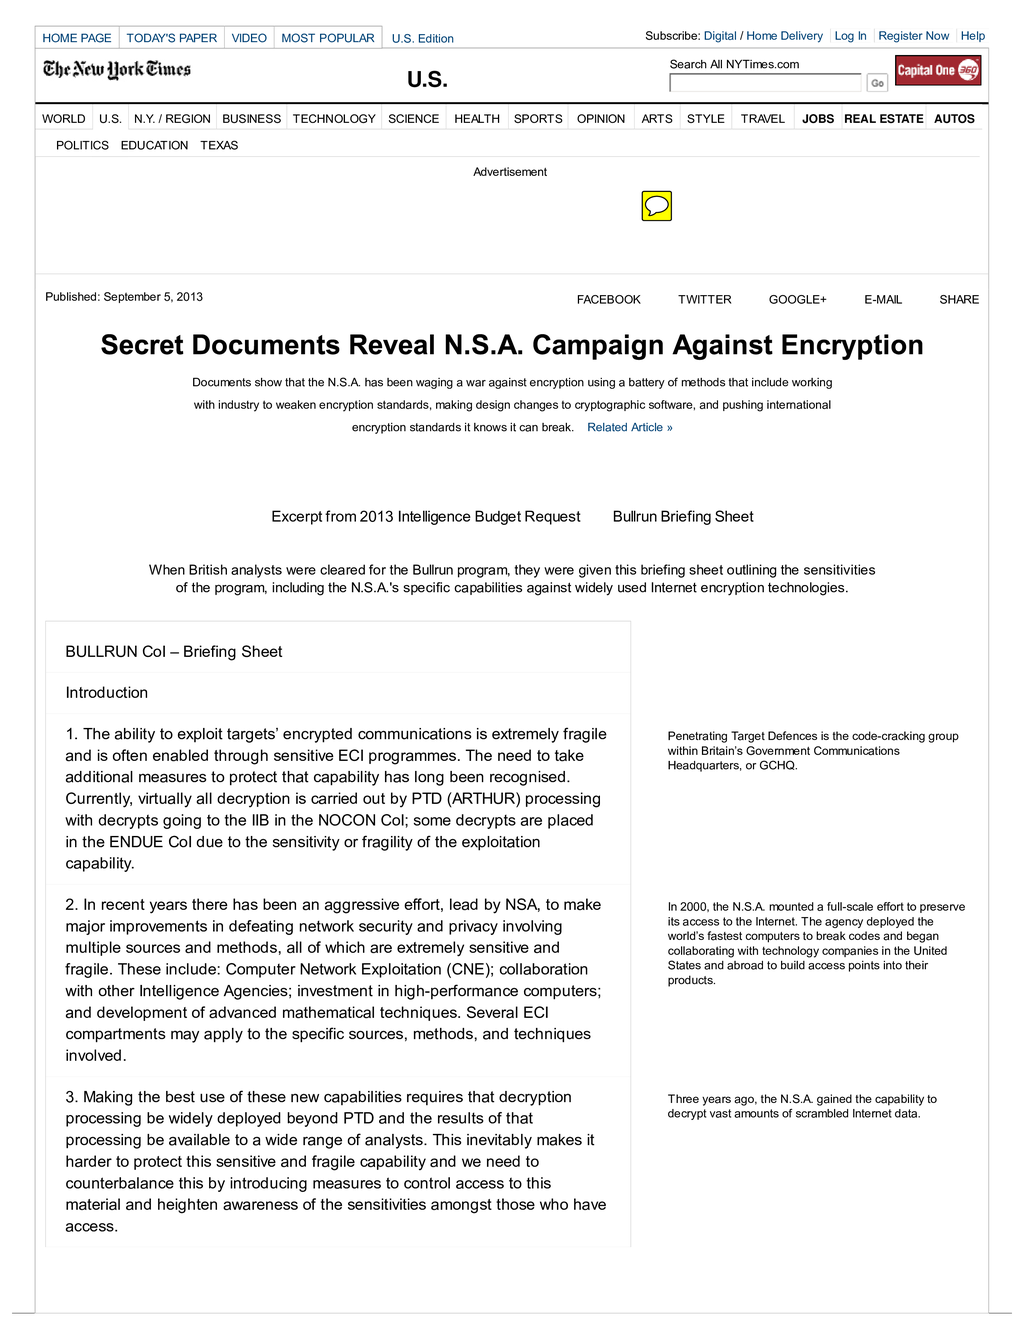 HOME PAGE TODAY'S PAPER VIDEO MOST POPULAR U.S. Edition
Subscribe: Digital / Home Delivery Log In Register Now Help
The New York Times
U.S.
Search All NYTimes.com
Go
Capital One 360
WORLD U.S. N.Y. / REGION BUSINESS TECHNOLOGY SCIENCE HEALTH SPORTS OPINION ARTS STYLE TRAVEL JOBS REAL ESTATE AUTOS
POLITICS EDUCATION TEXAS
Advertisement
Published: September 5, 2013
FACEBOOK TWITTER GOOGLE+ E-MAIL SHARE
Secret Documents Reveal N.S.A. Campaign Against Encryption
Documents show that the N.S.A. has been waging a war against encryption using a battery of methods that include working
with industry to weaken encryption standards, making design changes to cryptographic software, and pushing international
encryption standards it knows it can break. Related Article »
Excerpt from 2013 Intelligence Budget Request Bullrun Briefing Sheet
When British analysts were cleared for the Bullrun program, they were given this briefing sheet outlining the sensitivities
of the program, including the N.S.A.'s specific capabilities against widely used Internet encryption technologies.
BULLRUN CoI – Briefing Sheet
Introduction
1. The ability to exploit targets’ encrypted communications is extremely fragile
and is often enabled through sensitive ECI programmes. The need to take
additional measures to protect that capability has long been recognised.
Currently, virtually all decryption is carried out by PTD (ARTHUR) processing
with decrypts going to the IIB in the NOCON CoI; some decrypts are placed
in the ENDUE CoI due to the sensitivity or fragility of the exploitation
capability.
Penetrating Target Defences is the code-cracking group
within Britain’s Government Communications
Headquarters, or GCHQ.
2. In recent years there has been an aggressive effort, lead by NSA, to make
major improvements in defeating network security and privacy involving
multiple sources and methods, all of which are extremely sensitive and
fragile. These include: Computer Network Exploitation (CNE); collaboration
with other Intelligence Agencies; investment in high-performance computers;
and development of advanced mathematical techniques. Several ECI
compartments may apply to the specific sources, methods, and techniques
involved.
In 2000, the N.S.A. mounted a full-scale effort to preserve
its access to the Internet. The agency deployed the
world’s fastest computers to break codes and began
collaborating with technology companies in the United
States and abroad to build access points into their
products.
3. Making the best use of these new capabilities requires that decryption
processing be widely deployed beyond PTD and the results of that
processing be available to a wide range of analysts. This inevitably makes it
harder to protect this sensitive and fragile capability and we need to
counterbalance this by introducing measures to control access to this
material and heighten awareness of the sensitivities amongst those who have
access.
Three years ago, the N.S.A. gained the capability to
decrypt vast amounts of scrambled Internet data.